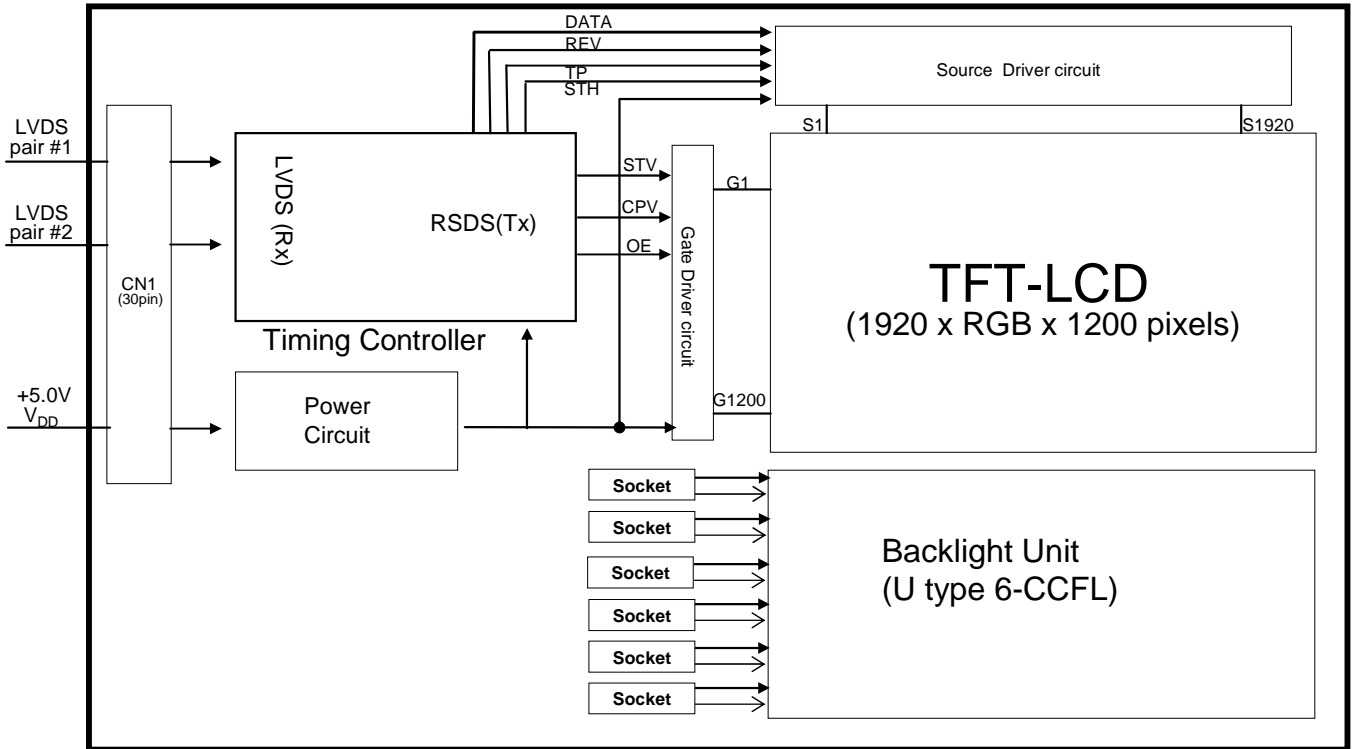 DATA
REV
TP
STH
Source Driver circuit
S1
S1920
LVDS
pair #1
LVDS
pair #2
+5.0V
VDD
CN1
(30pin)
LVDS (Rx)
RSDS(Tx)
Timing Controller
STV
CPV
OE
Gate Driver circuit
G1
G1200
TFT-LCD
(1920 x RGB x 1200 pixels)
Power
Circuit
Socket
Socket
Socket
Socket
Socket
Socket
Backlight Unit
(U type 6-CCFL)